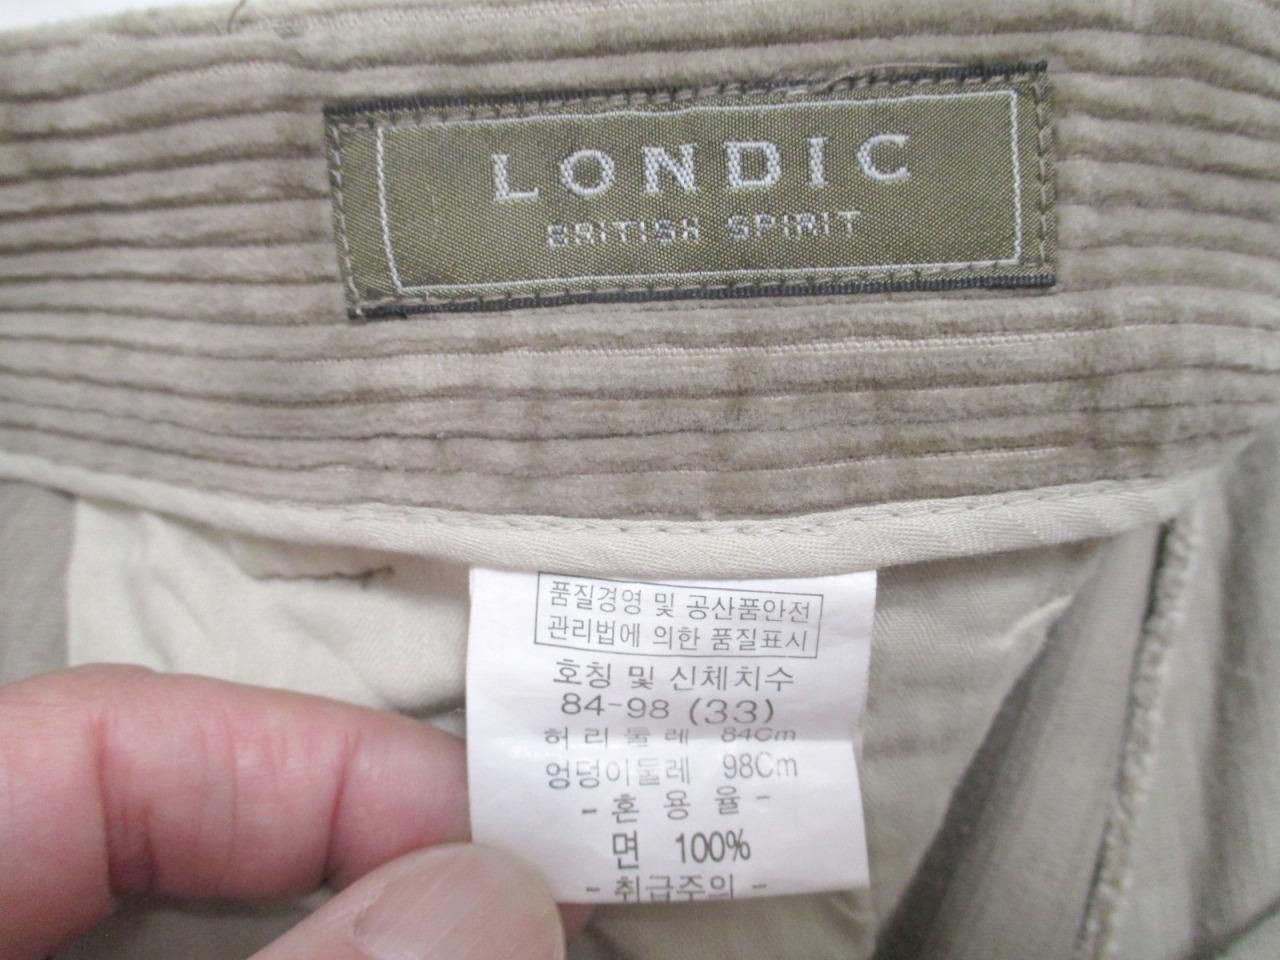 LONDIC
BRITISH SPIRIT
품질경영 및 공산품안전
관리법에 의한 품질표시
호칭 및 신체치수
84-98 (33)
허리둘레 84Cm
엉덩이둘레 98Cm
- 혼 용 율 -
면 100%
- 취급주의 -